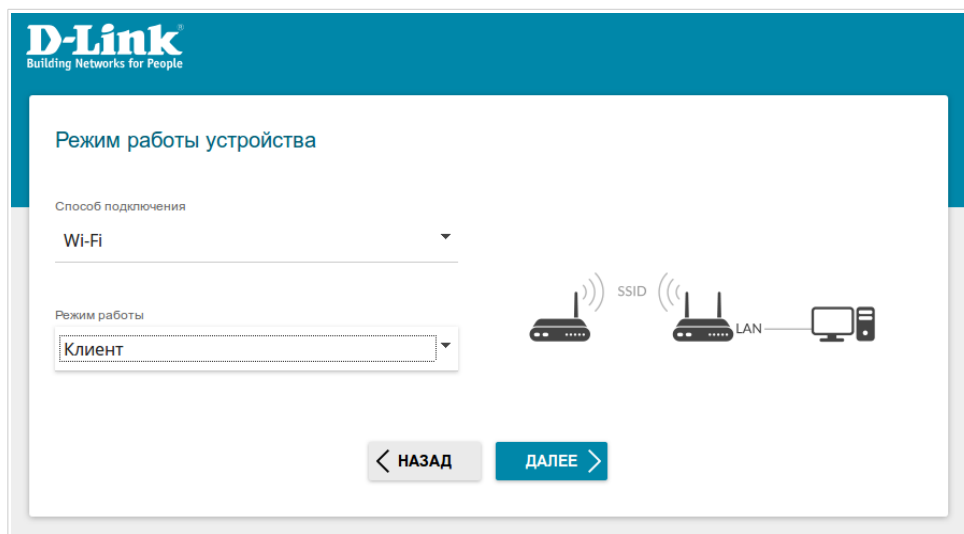 D-Link®
Building Networks for People
Режим работы устройства
Способ подключения
Wi-Fi
Режим работы
Клиент
SSID
LAN
НАЗАД
ДАЛЕЕ